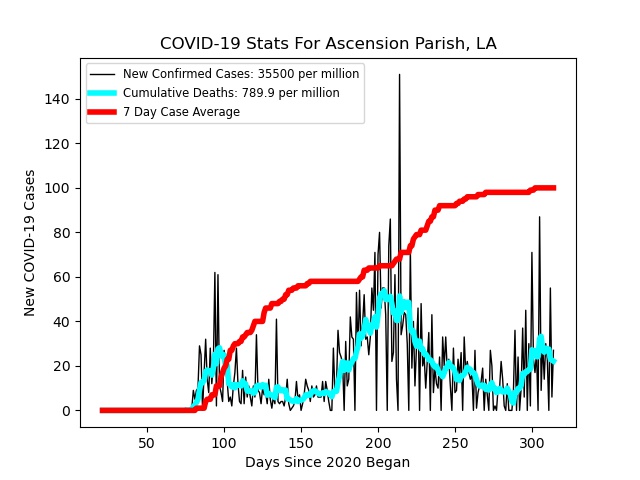 COVID-19 Stats For Ascension Parish, LA
New Confirmed Cases: 35500 per million
Cumulative Deaths: 789.9 per million
7 Day Case Average
New COVID-19 Cases
140
120
100
80
60
40
20
0
50 100 150 200 250 300
Days Since 2020 Began